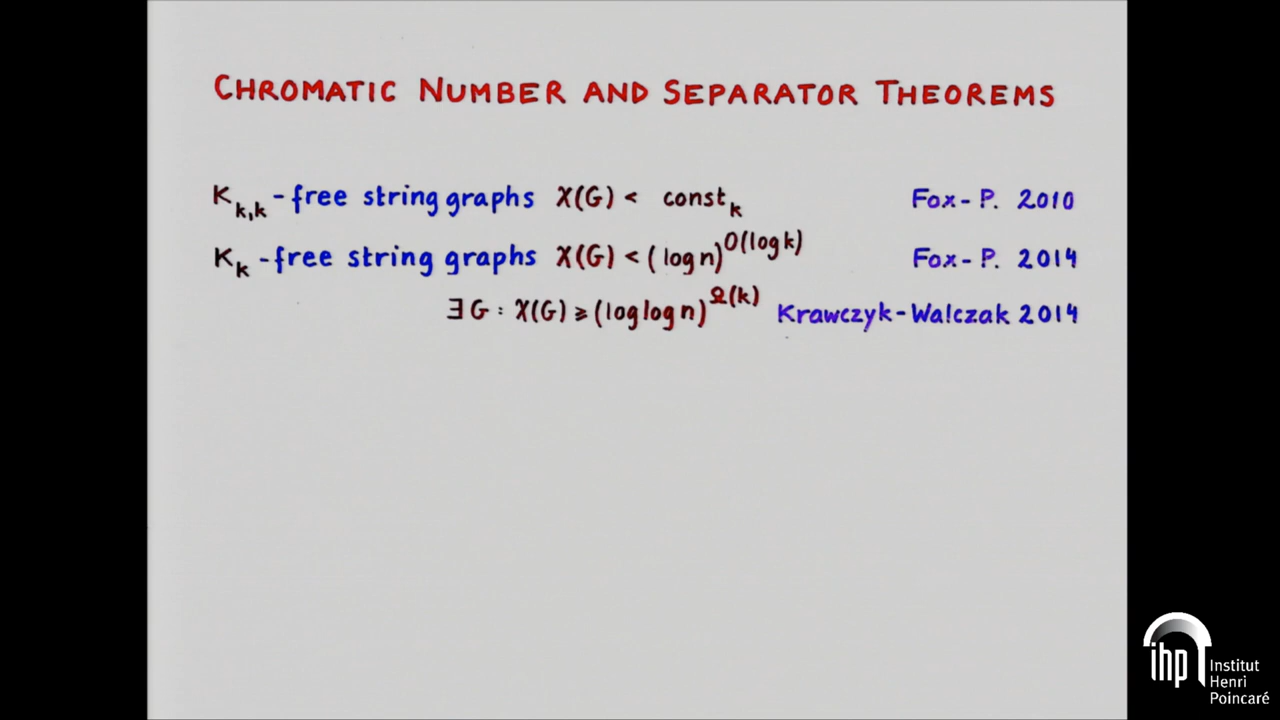 CHROMATIC NUMBER AND SEPARATOR THEOREMS
K_{k,k} - free string graphs χ(G) < const_k Fox - P. 2010
K_k - free string graphs χ(G) < (log n)^{O(log k)} Fox - P. 2014
∃ G : χ(G) ≥ (log log n)^{Ω(k)} Krawczyk - Walczak 2014
ihp Institut
Henri
Poincaré